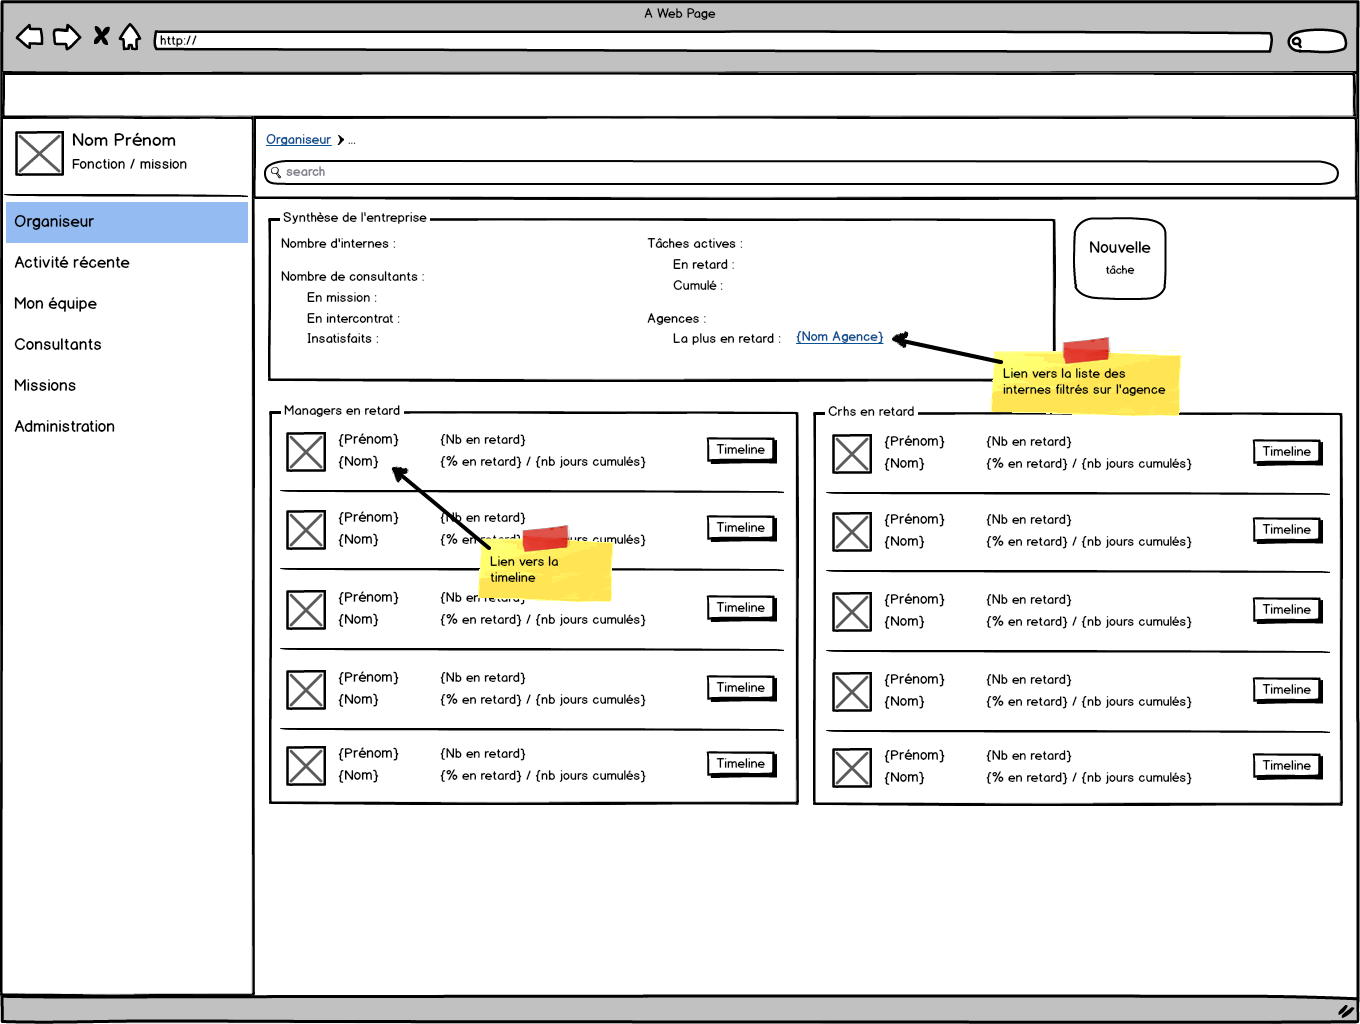 A Web Page
http://
Nom Prénom
Fonction / mission
Organiseur
Activité récente
Mon équipe
Consultants
Missions
Administration
Organiseur ...
search
Synthèse de l'entreprise
Nombre d'internes :
Nombre de consultants :
En mission :
En intercontrat :
Insatisfaits :
Tâches actives :
En retard :
Cumulé :
Agences :
La plus en retard : {Nom Agence}
Nouvelle
tâche
Lien vers la liste des
internes filtrés sur l'agence
Managers en retard
{Prénom} {Nb en retard}
{Nom} {% en retard} / {nb jours cumulés}
Timeline
{Prénom} {Nb en retard}
{Nom} {% en retard} jours cumulés}
Timeline
Lien vers la
timeline
{Prénom} {Nb en retard}
{Nom} {% en retard} / {nb jours cumulés}
Timeline
{Prénom} {Nb en retard}
{Nom} {% en retard} / {nb jours cumulés}
Timeline
{Prénom} {Nb en retard}
{Nom} {% en retard} / {nb jours cumulés}
Timeline
Crhs en retard
{Prénom} {Nb en retard}
{Nom} {% en retard} / {nb jours cumulés}
Timeline
{Prénom} {Nb en retard}
{Nom} {% en retard} / {nb jours cumulés}
Timeline
{Prénom} {Nb en retard}
{Nom} {% en retard} / {nb jours cumulés}
Timeline
{Prénom} {Nb en retard}
{Nom} {% en retard} / {nb jours cumulés}
Timeline
{Prénom} {Nb en retard}
{Nom} {% en retard} / {nb jours cumulés}
Timeline